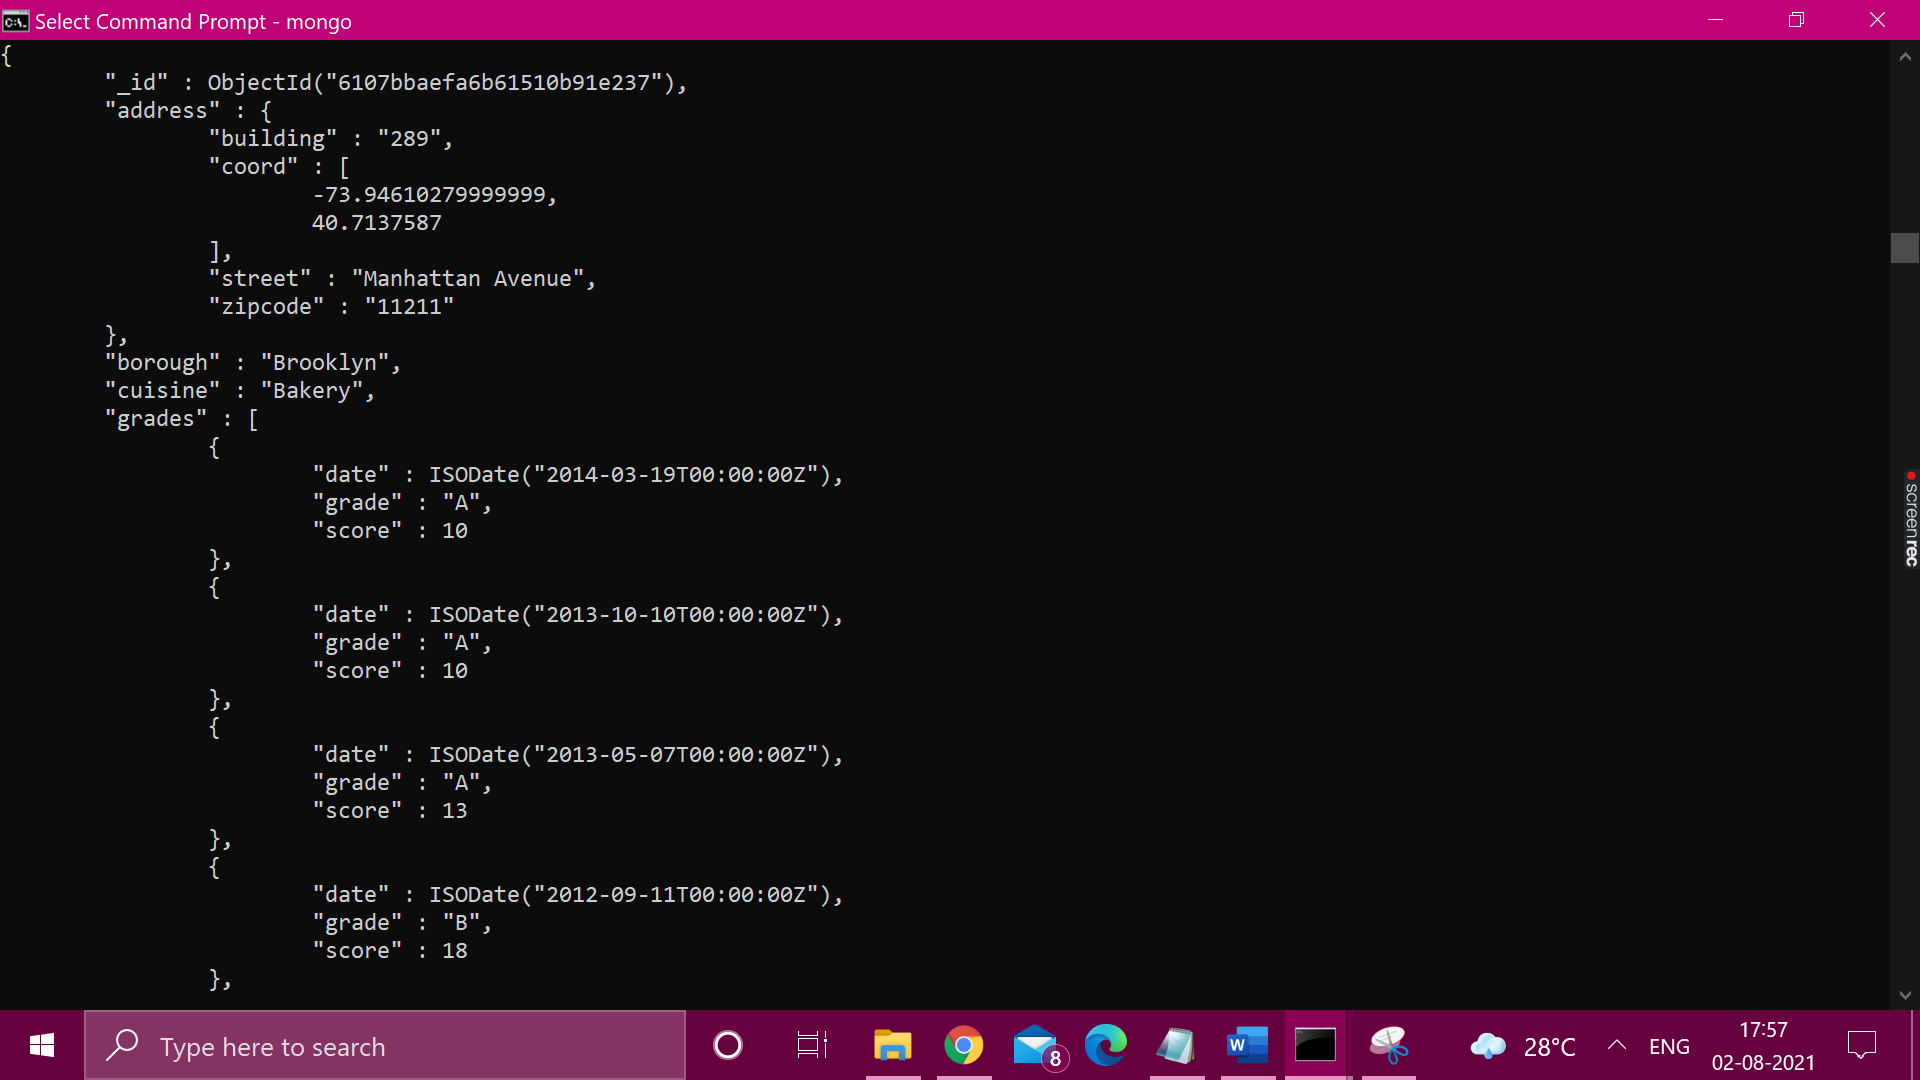 Select Command Prompt - mongo
{
"_id" : ObjectId("6107bbaefa6b61510b91e237"),
"address" : {
"building" : "289",
"coord" : [
-73.94610279999999,
40.7137587
],
"street" : "Manhattan Avenue",
"zipcode" : "11211"
},
"borough" : "Brooklyn",
"cuisine" : "Bakery",
"grades" : [
{
"date" : ISODate("2014-03-19T00:00:00Z"),
"grade" : "A",
"score" : 10
},
{
"date" : ISODate("2013-10-10T00:00:00Z"),
"grade" : "A",
"score" : 10
},
{
"date" : ISODate("2013-05-07T00:00:00Z"),
"grade" : "A",
"score" : 13
},
{
"date" : ISODate("2012-09-11T00:00:00Z"),
"grade" : "B",
"score" : 18
},
screenrec
Type here to search
8
W
28°C
ENG
17:57
02-08-2021